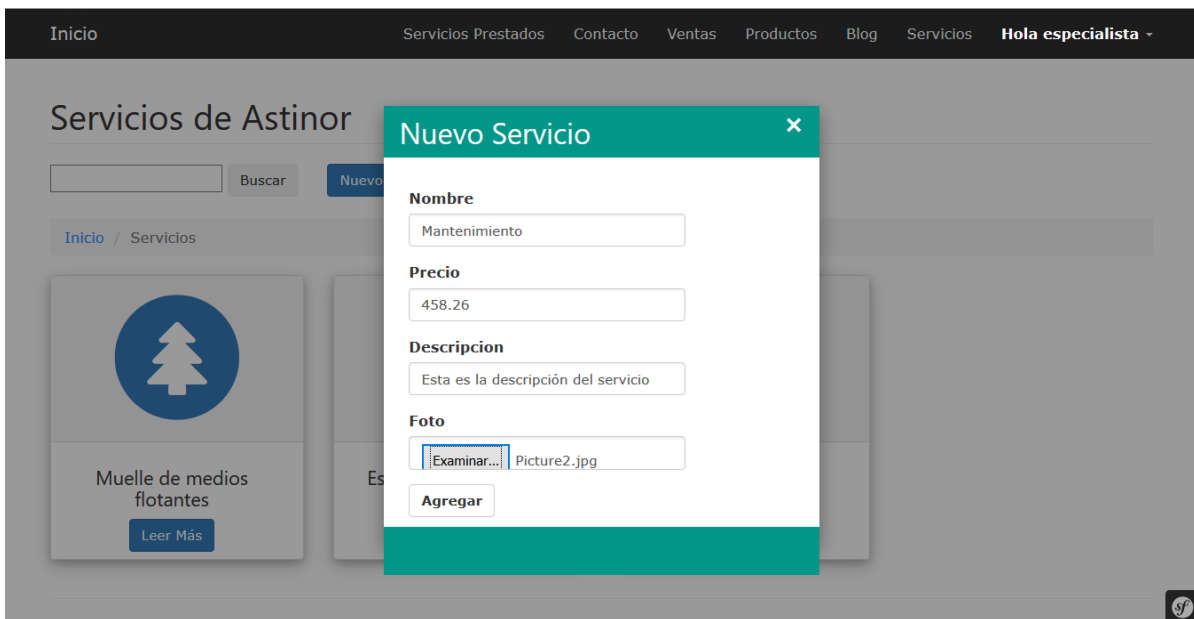 Inicio Servicios Prestados Contacto Ventas Productos Blog Servicios Hola especialista
Servicios de Astinor
Buscar Nuevo
Inicio / Servicios
Nuevo Servicio ×
Nombre
Mantenimiento
Precio
458.26
Descripcion
Esta es la descripción del servicio
Foto
Examinar... Picture2.jpg
Agregar
Muelle de medios
flotantes
Leer Más
Es
sf